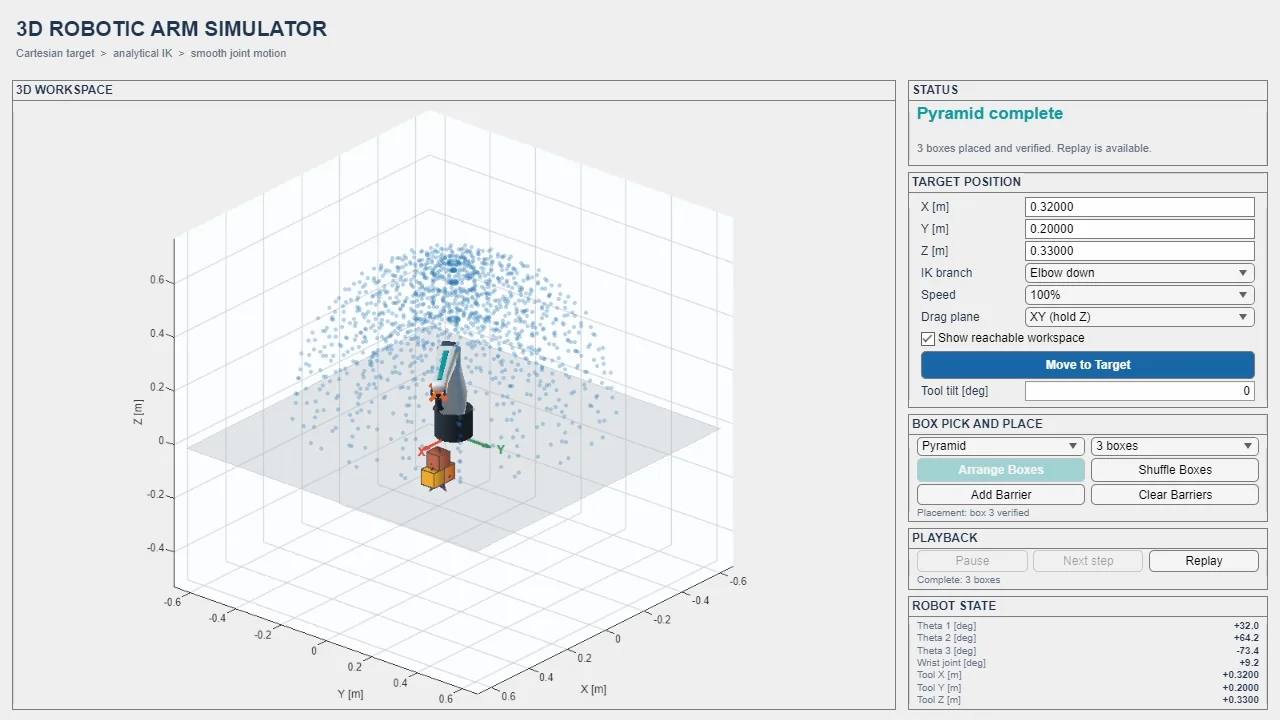 3D ROBOTIC ARM SIMULATOR
Cartesian target > analytical IK > smooth joint motion
3D WORKSPACE
0.6
0.4
0.2
0
-0.2
-0.4
Z [m]
X
Y
-0.6
-0.4
-0.2
0
0.2
0.4
0.6
Y [m]
-0.6
-0.4
-0.2
0
0.2
0.4
0.6
X [m]
STATUS
Pyramid complete
3 boxes placed and verified. Replay is available.
TARGET POSITION
X [m] 0.32000
Y [m] 0.20000
Z [m] 0.33000
IK branch Elbow down
Speed 100%
Drag plane XY (hold Z)
Show reachable workspace
Move to Target
Tool tilt [deg] 0
BOX PICK AND PLACE
Pyramid 3 boxes
Arrange Boxes Shuffle Boxes
Add Barrier Clear Barriers
Placement: box 3 verified
PLAYBACK
Pause Next step Replay
Complete: 3 boxes
ROBOT STATE
Theta 1 [deg] +32.0
Theta 2 [deg] +64.2
Theta 3 [deg] -73.4
Wrist joint [deg] +9.2
Tool X [m] +0.3200
Tool Y [m] +0.2000
Tool Z [m] +0.3300